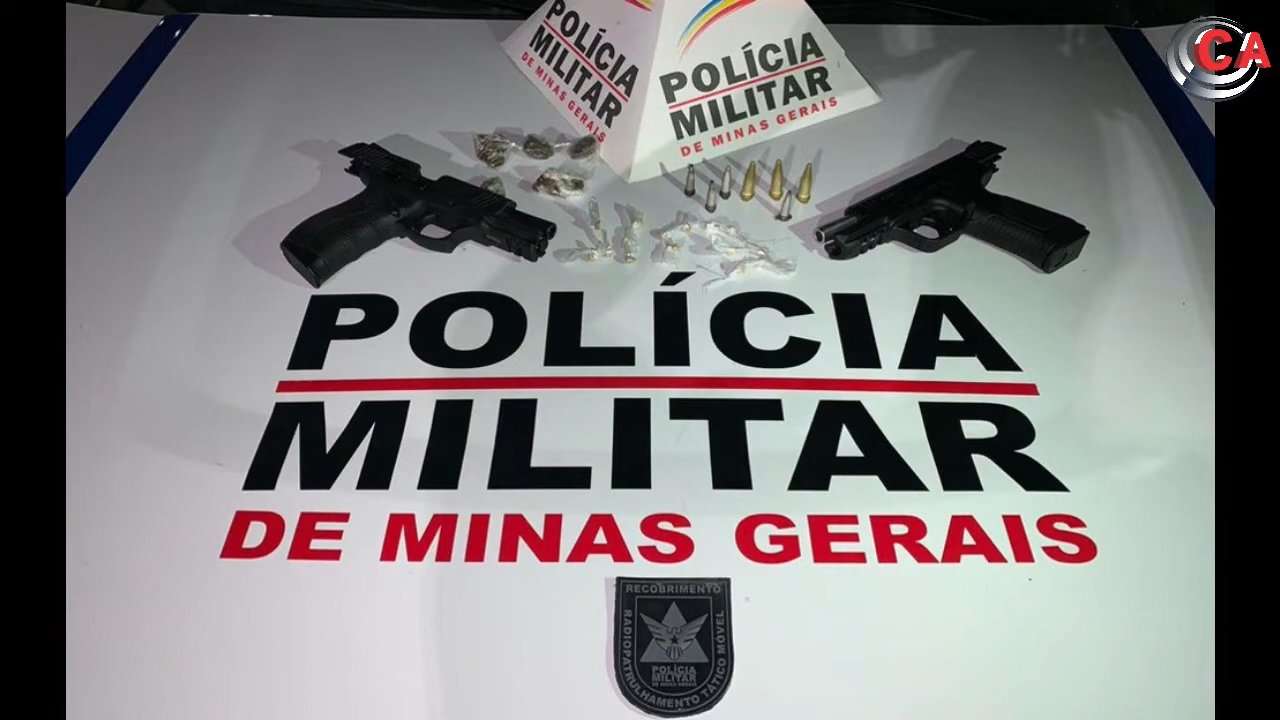 POLÍCIA
MILITAR
DE MINAS GERAIS
POLÍCIA
MILITAR
DE MINAS GERAIS
CA
POLÍCIA
MILITAR
DE MINAS GERAIS
RECOBRIMENTO
RADIOPATRULHAMENTO TÁTICO MÓVEL
POLÍCIA
MILITAR
DE MINAS GERAIS